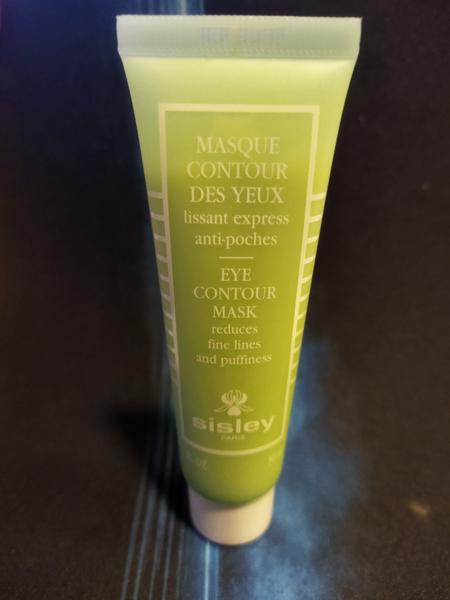 MASQUE
CONTOUR
DES YEUX
lissant express
anti-poches
EYE
CONTOUR
MASK
reduces
fine lines
and puffiness
sisley
PARIS